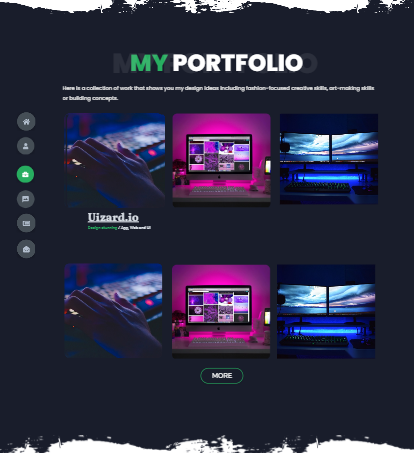 MY PORTFOLIO
Here is a collection of work that shows you my design ideas including fashion-focused creative skills, art-making skills
or building concepts.
Uizard.io
Design stunning / App, Web and UI
MORE